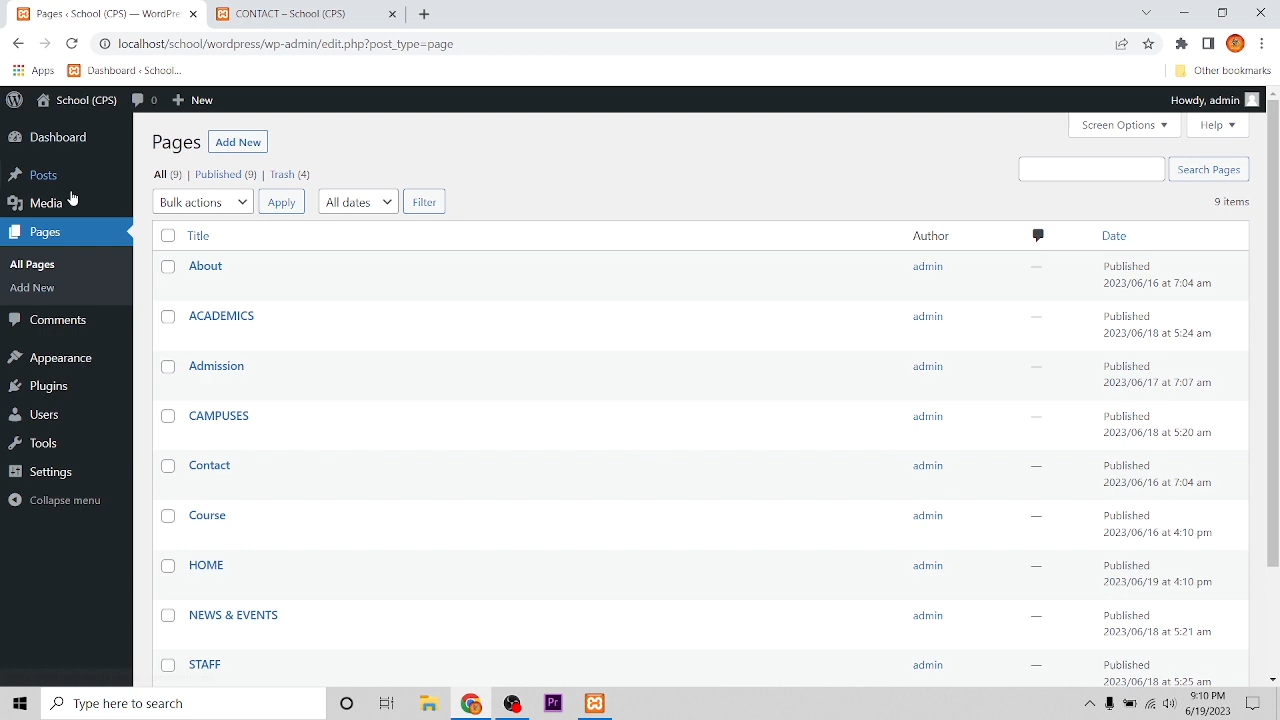 Pages ‹ School (CPS) — WordPre
CONTACT – School (CPS)
localhost/school/wordpress/wp-admin/edit.php?post_type=page
Apps
Dashboard ‹ School...
Other bookmarks
School (CPS)
0
New
Howdy, admin
Dashboard
Posts
Media
Pages
All Pages
Add New
Comments
Appearance
Plugins
Users
Tools
Settings
Collapse menu
Pages
Add New
Screen Options
Help
All (9) | Published (9) | Trash (4)
Search Pages
Bulk actions
Apply
All dates
Filter
9 items
Title
Author
Date
About
admin
—
Published
2023/06/16 at 7:04 am
ACADEMICS
admin
—
Published
2023/06/18 at 5:24 am
Admission
admin
—
Published
2023/06/17 at 7:07 am
CAMPUSES
admin
—
Published
2023/06/18 at 5:20 am
Contact
admin
—
Published
2023/06/16 at 7:04 am
Course
admin
—
Published
2023/06/16 at 4:10 pm
HOME
admin
—
Published
2023/06/19 at 4:10 pm
NEWS & EVENTS
admin
—
Published
2023/06/18 at 5:21 am
STAFF
admin
—
Published
2023/06/18 at 5:25 am
Type here to search
Pr
9:10 PM
6/19/2023